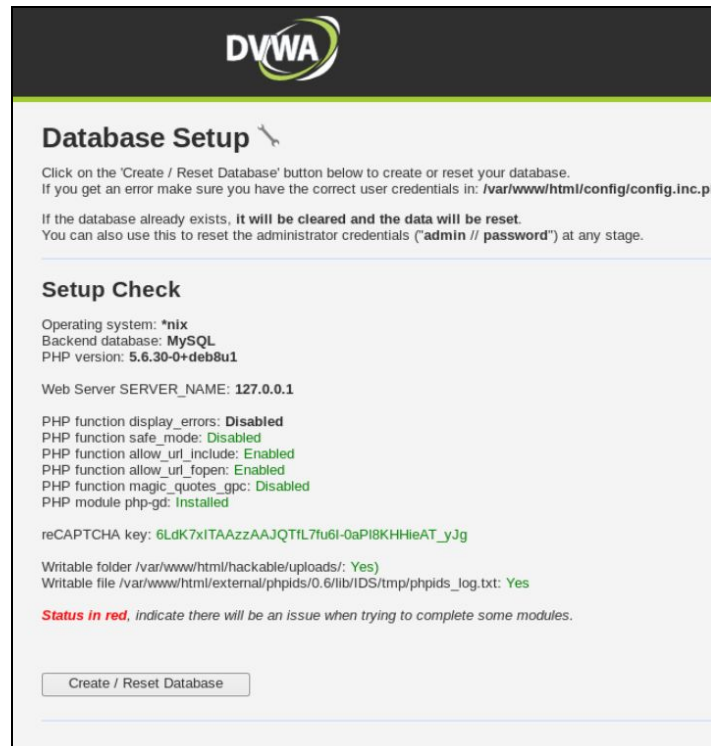 DVWA
Database Setup
Click on the 'Create / Reset Database' button below to create or reset your database.
If you get an error make sure you have the correct user credentials in: /var/www/html/config/config.inc.p
If the database already exists, it will be cleared and the data will be reset.
You can also use this to reset the administrator credentials ("admin // password") at any stage.
Setup Check
Operating system: *nix
Backend database: MySQL
PHP version: 5.6.30-0+deb8u1
Web Server SERVER_NAME: 127.0.0.1
PHP function display_errors: Disabled
PHP function safe_mode: Disabled
PHP function allow_url_include: Enabled
PHP function allow_url_fopen: Enabled
PHP function magic_quotes_gpc: Disabled
PHP module php-gd: Installed
reCAPTCHA key: 6LdK7xITAAzzAAJQTfL7fu6I-0aPl8KHHieAT_yJg
Writable folder /var/www/html/hackable/uploads/: Yes)
Writable file /var/www/html/external/phpids/0.6/lib/IDS/tmp/phpids_log.txt: Yes
Status in red, indicate there will be an issue when trying to complete some modules.
Create / Reset Database